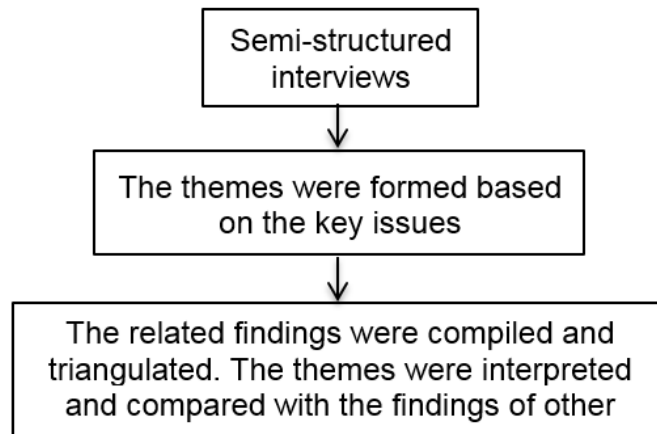 Semi-structured
interviews
The themes were formed based
on the key issues
The related findings were compiled and
triangulated. The themes were interpreted
and compared with the findings of other